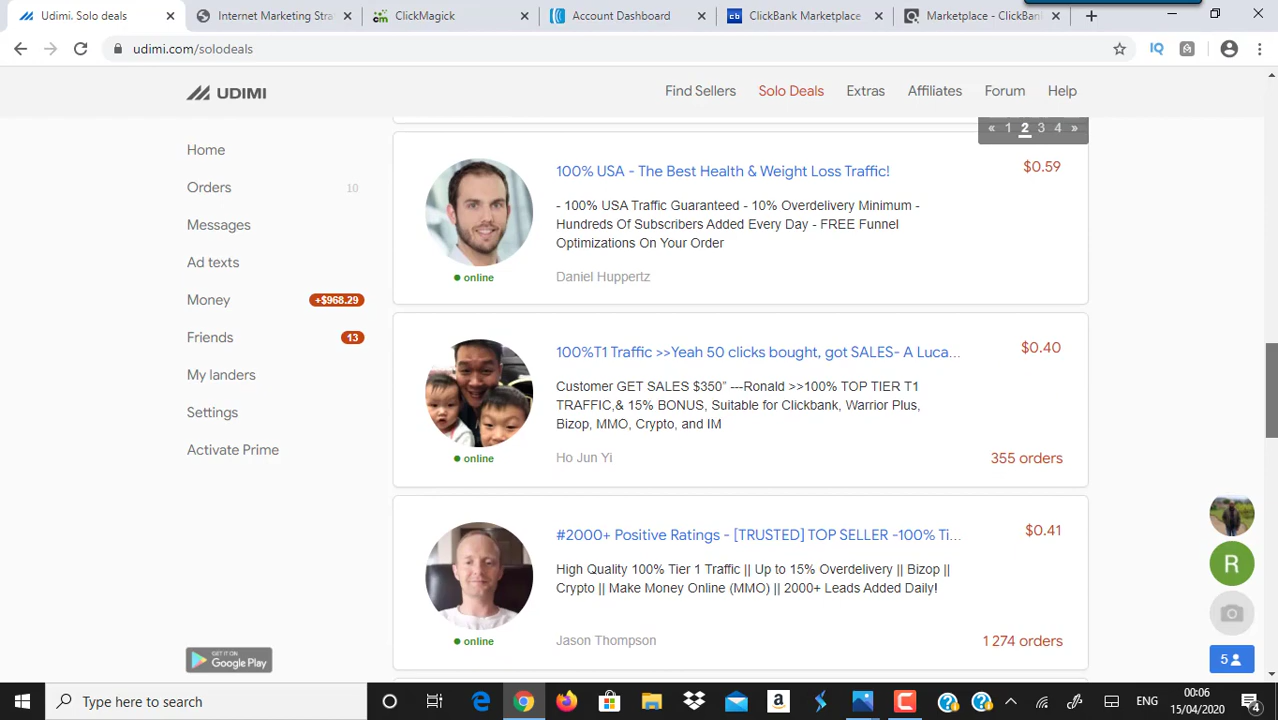 Udimi. Solo deals
Internet Marketing Stra
ClickMagick
Account Dashboard
ClickBank Marketplace
Marketplace - ClickBan
udimi.com/solodeals
IQ
UDIMI
Find Sellers
Solo Deals
Extras
Affiliates
Forum
Help
« 1 2 3 4 »
Home
Orders 10
Messages
Ad texts
Money +$968.29
Friends 13
My landers
Settings
Activate Prime
100% USA - The Best Health & Weight Loss Traffic!
$0.59
- 100% USA Traffic Guaranteed - 10% Overdelivery Minimum -
Hundreds Of Subscribers Added Every Day - FREE Funnel
Optimizations On Your Order
online
Daniel Huppertz
100%T1 Traffic >>Yeah 50 clicks bought, got SALES- A Luca...
$0.40
Customer GET SALES $350" ---Ronald >>100% TOP TIER T1
TRAFFIC,& 15% BONUS, Suitable for Clickbank, Warrior Plus,
Bizop, MMO, Crypto, and IM
online
Ho Jun Yi
355 orders
#2000+ Positive Ratings - [TRUSTED] TOP SELLER -100% Ti...
$0.41
High Quality 100% Tier 1 Traffic || Up to 15% Overdelivery || Bizop ||
Crypto || Make Money Online (MMO) || 2000+ Leads Added Daily!
online
Jason Thompson
1 274 orders
R
5
GET IT ON
Google Play
Type here to search
ENG
00:06
15/04/2020
4